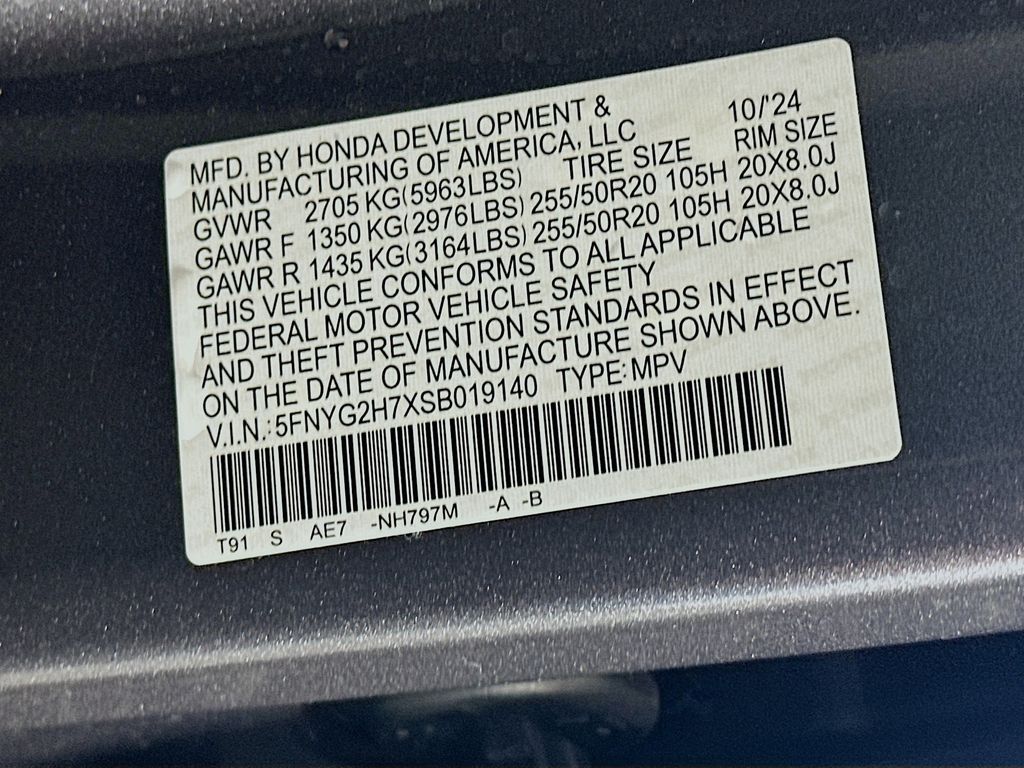 MFD. BY HONDA DEVELOPMENT & 10/'24
MANUFACTURING OF AMERICA, LLC RIM SIZE
GVWR 2705 KG(5963LBS) TIRE SIZE
GAWR F 1350 KG(2976LBS) 255/50R20 105H 20X8.0J
GAWR R 1435 KG(3164LBS) 255/50R20 105H 20X8.0J
THIS VEHICLE CONFORMS TO ALL APPLICABLE
FEDERAL MOTOR VEHICLE SAFETY
AND THEFT PREVENTION STANDARDS IN EFFECT
ON THE DATE OF MANUFACTURE SHOWN ABOVE.
V.I.N.: 5FNYG2H7XSB019140 TYPE: MPV
T91 S AE7 -NH797M -A -B